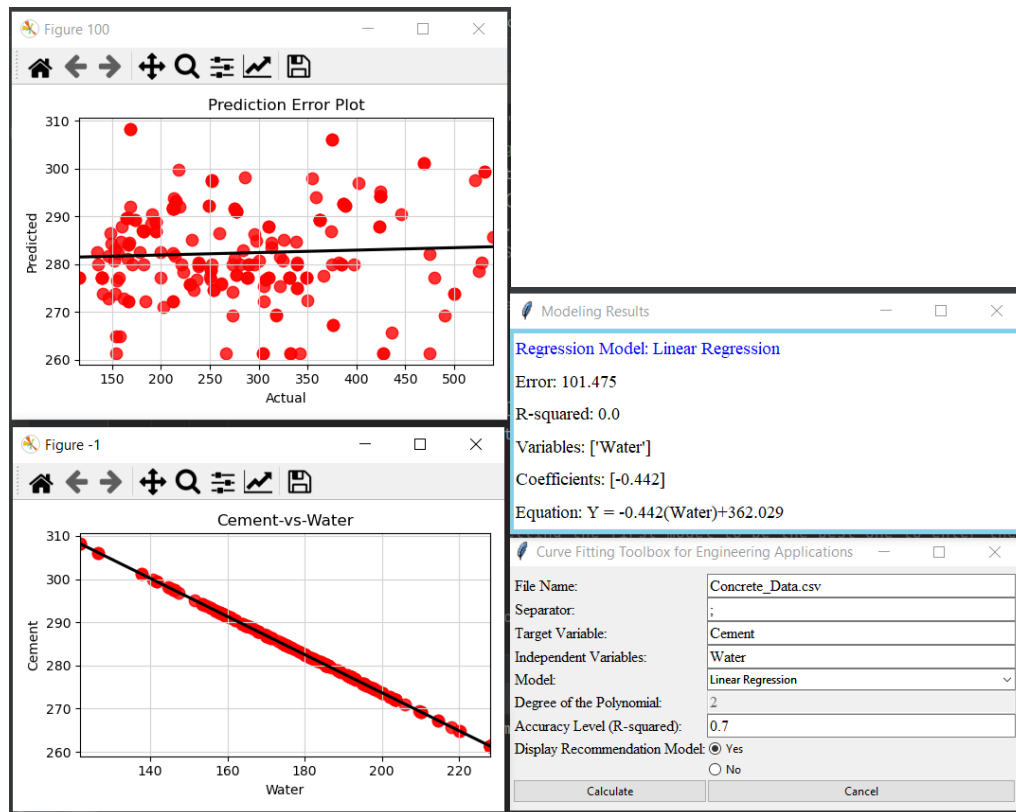 Figure 100
Prediction Error Plot
310
300
290
280
270
260
Predicted
150 200 250 300 350 400 450 500
Actual
Figure -1
Cement-vs-Water
310
300
290
280
270
260
Cement
140 160 180 200 220
Water
Modeling Results
Regression Model: Linear Regression
Error: 101.475
R-squared: 0.0
Variables: ['Water']
Coefficients: [-0.442]
Equation: Y = -0.442(Water)+362.029
Curve Fitting Toolbox for Engineering Applications
File Name: Concrete_Data.csv
Separator: ;
Target Variable: Cement
Independent Variables: Water
Model: Linear Regression
Degree of the Polynomial: 2
Accuracy Level (R-squared): 0.7
Display Recommendation Model: Yes
No
Calculate Cancel